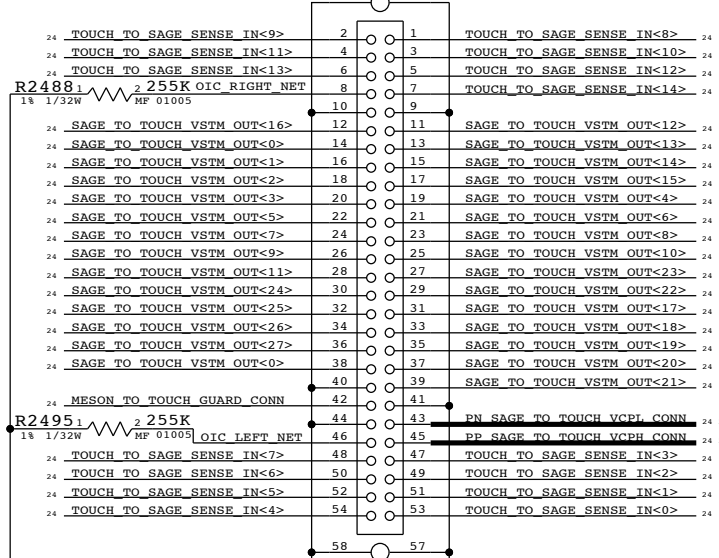 24 TOUCH_TO_SAGE_SENSE_IN<9> 2 1 TOUCH_TO_SAGE_SENSE_IN<8> 24
24 TOUCH_TO_SAGE_SENSE_IN<11> 4 3 TOUCH_TO_SAGE_SENSE_IN<10> 24
24 TOUCH_TO_SAGE_SENSE_IN<13> 6 5 TOUCH_TO_SAGE_SENSE_IN<12> 24
R2488 1 2 255K OIC_RIGHT_NET 8 7 TOUCH_TO_SAGE_SENSE_IN<14> 24
1% 1/32W MF 01005
10 9
24 SAGE_TO_TOUCH_VSTM_OUT<16> 12 11 SAGE_TO_TOUCH_VSTM_OUT<12> 24
24 SAGE_TO_TOUCH_VSTM_OUT<0> 14 13 SAGE_TO_TOUCH_VSTM_OUT<13> 24
24 SAGE_TO_TOUCH_VSTM_OUT<1> 16 15 SAGE_TO_TOUCH_VSTM_OUT<14> 24
24 SAGE_TO_TOUCH_VSTM_OUT<2> 18 17 SAGE_TO_TOUCH_VSTM_OUT<15> 24
24 SAGE_TO_TOUCH_VSTM_OUT<3> 20 19 SAGE_TO_TOUCH_VSTM_OUT<4> 24
24 SAGE_TO_TOUCH_VSTM_OUT<5> 22 21 SAGE_TO_TOUCH_VSTM_OUT<6> 24
24 SAGE_TO_TOUCH_VSTM_OUT<7> 24 23 SAGE_TO_TOUCH_VSTM_OUT<8> 24
24 SAGE_TO_TOUCH_VSTM_OUT<9> 26 25 SAGE_TO_TOUCH_VSTM_OUT<10> 24
24 SAGE_TO_TOUCH_VSTM_OUT<11> 28 27 SAGE_TO_TOUCH_VSTM_OUT<23> 24
24 SAGE_TO_TOUCH_VSTM_OUT<24> 30 29 SAGE_TO_TOUCH_VSTM_OUT<22> 24
24 SAGE_TO_TOUCH_VSTM_OUT<25> 32 31 SAGE_TO_TOUCH_VSTM_OUT<17> 24
24 SAGE_TO_TOUCH_VSTM_OUT<26> 34 33 SAGE_TO_TOUCH_VSTM_OUT<18> 24
24 SAGE_TO_TOUCH_VSTM_OUT<27> 36 35 SAGE_TO_TOUCH_VSTM_OUT<19> 24
24 SAGE_TO_TOUCH_VSTM_OUT<0> 38 37 SAGE_TO_TOUCH_VSTM_OUT<20> 24
40 39 SAGE_TO_TOUCH_VSTM_OUT<21> 24
24 MESON_TO_TOUCH_GUARD_CONN 42 41
R2495 1 2 255K 44 43 PN_SAGE_TO_TOUCH_VCPL_CONN 24
1% 1/32W MF 01005 OIC_LEFT_NET 46 45 PP_SAGE_TO_TOUCH_VCPH_CONN 24
24 TOUCH_TO_SAGE_SENSE_IN<7> 48 47 TOUCH_TO_SAGE_SENSE_IN<3> 24
24 TOUCH_TO_SAGE_SENSE_IN<6> 50 49 TOUCH_TO_SAGE_SENSE_IN<2> 24
24 TOUCH_TO_SAGE_SENSE_IN<5> 52 51 TOUCH_TO_SAGE_SENSE_IN<1> 24
24 TOUCH_TO_SAGE_SENSE_IN<4> 54 53 TOUCH_TO_SAGE_SENSE_IN<0> 24
58 57